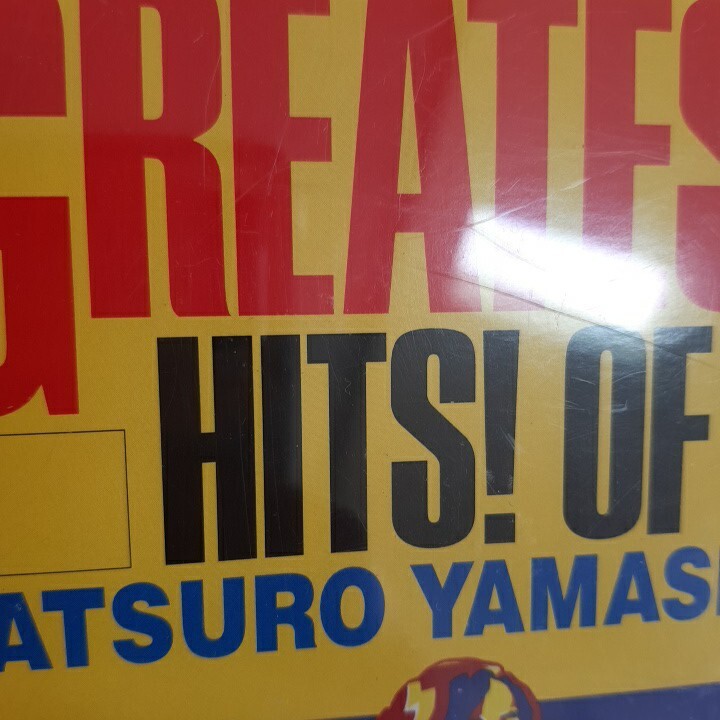 GREATES
HITS! OF
ATSURO YAMAS